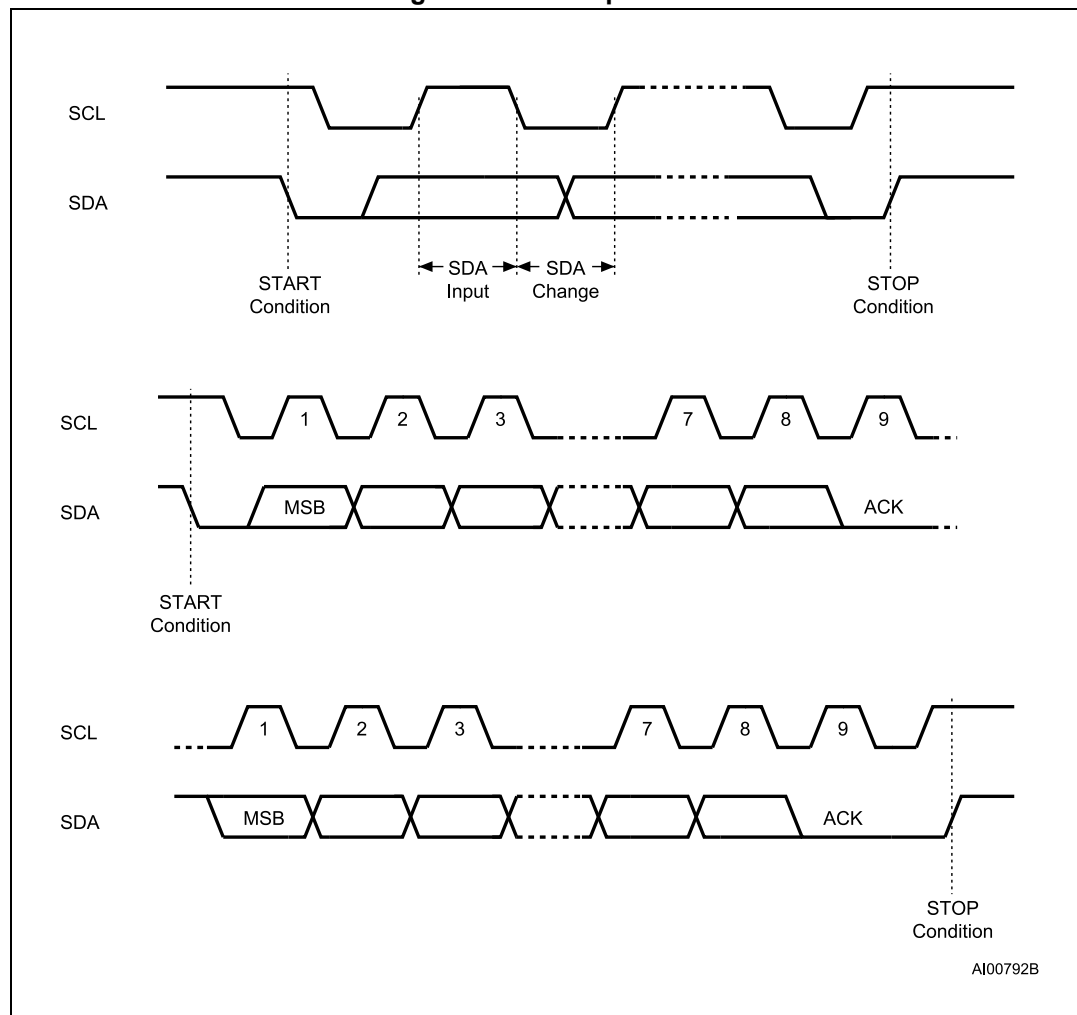 SCL
SDA
START
Condition
SDA
Input
SDA
Change
STOP
Condition
SCL
1 2 3 7 8 9
SDA
MSB ACK
START
Condition
SCL
1 2 3 7 8 9
SDA
MSB ACK
STOP
Condition
AI00792B